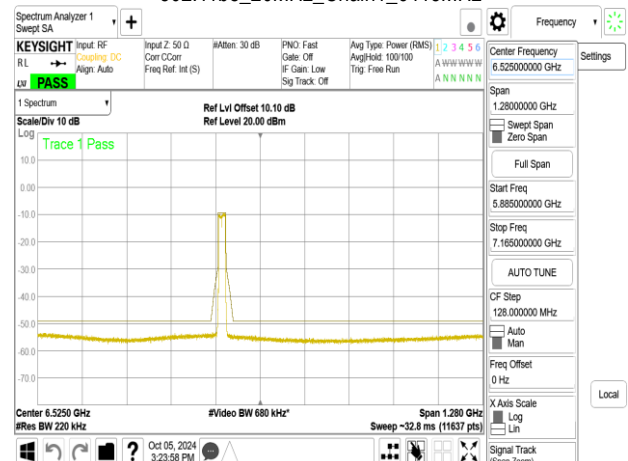 Spectrum Analyzer 1
Swept SA
Frequency
KEYSIGHT
RL
Input: RF
Coupling: DC
Align: Auto
Input Z: 50 Ω
Corr CCorr
Freq Ref: Int (S)
#Atten: 30 dB
PNO: Fast
Gate: Off
IF Gain: Low
Sig Track: Off
Avg Type: Power (RMS)
Avg|Hold: 100/100
Trig: Free Run
1 2 3 4 5 6
A W W W W W
A N N N N N
PASS
1 Spectrum
Scale/Div 10 dB
Ref Lvl Offset 10.10 dB
Ref Level 20.00 dBm
Log
Trace 1 Pass
10.0
0.00
-10.0
-20.0
-30.0
-40.0
-50.0
-60.0
-70.0
Center 6.5250 GHz
#Res BW 220 kHz
#Video BW 680 kHz*
Span 1.280 GHz
Sweep ~32.8 ms (11637 pts)
Oct 05, 2024
3:23:58 PM
Center Frequency
6.525000000 GHz
Settings
Span
1.28000000 GHz
Swept Span
Zero Span
Full Span
Start Freq
5.885000000 GHz
Stop Freq
7.165000000 GHz
AUTO TUNE
CF Step
128.000000 MHz
Auto
Man
Freq Offset
0 Hz
X Axis Scale
Log
Lin
Local
Signal Track
(Span Zoom)